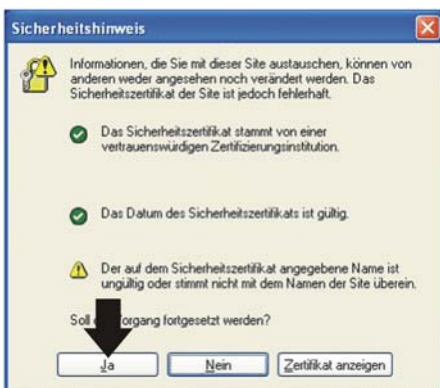 Sicherheitshinweis
Informationen, die Sie mit dieser Site austauschen, können von
anderen weder angesehen noch verändert werden. Das
Sicherheitszertifikat der Site ist jedoch fehlerhaft.
Das Sicherheitszertifikat stammt von einer
vertrauenswürdigen Zertifizierungsinstitution.
Das Datum des Sicherheitszertifikats ist gültig.
Der auf dem Sicherheitszertifikat angegebene Name ist
ungültig oder stimmt nicht mit dem Namen der Site überein.
Soll organg fortgesetzt werden?
Ja Nein Zertifikat anzeigen